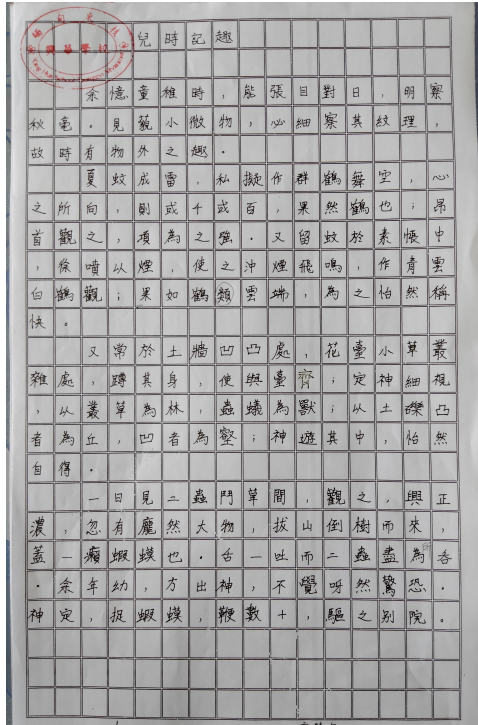 兒時記趣
余憶童稚時，能張目對日，明察
秋毫．見藐小微物，必細察其紋理，
故時有物外之趣．
夏蚊成雷，私擬作群鶴舞空，心
之所向，則或千或百，果然鶴也；昂
首觀之，項為之強．又留蚊於素帳中
，徐噴以煙，使之沖煙飛鳴，作青雲
白鶴觀；果如鶴類雲端，為之怡然稱
快。
又常於土牆凹凸處，花臺小草叢
雜處，蹲其身，使與臺齊；定神細視
，以叢草為林，蟲蟻為獸；以土礫凸
者為丘，凹者為壑；神遊其中，怡然
自得．
一日見二蟲鬥草間，觀之，興正
濃，忽有龐然大物，拔山倒樹而來，
蓋一癩蝦蟆也．舌一吐而二蟲盡為所吞
．余年幼，方出神，不覺呀然驚恐．
神定，捉蝦蟆，鞭數十，驅之別院。